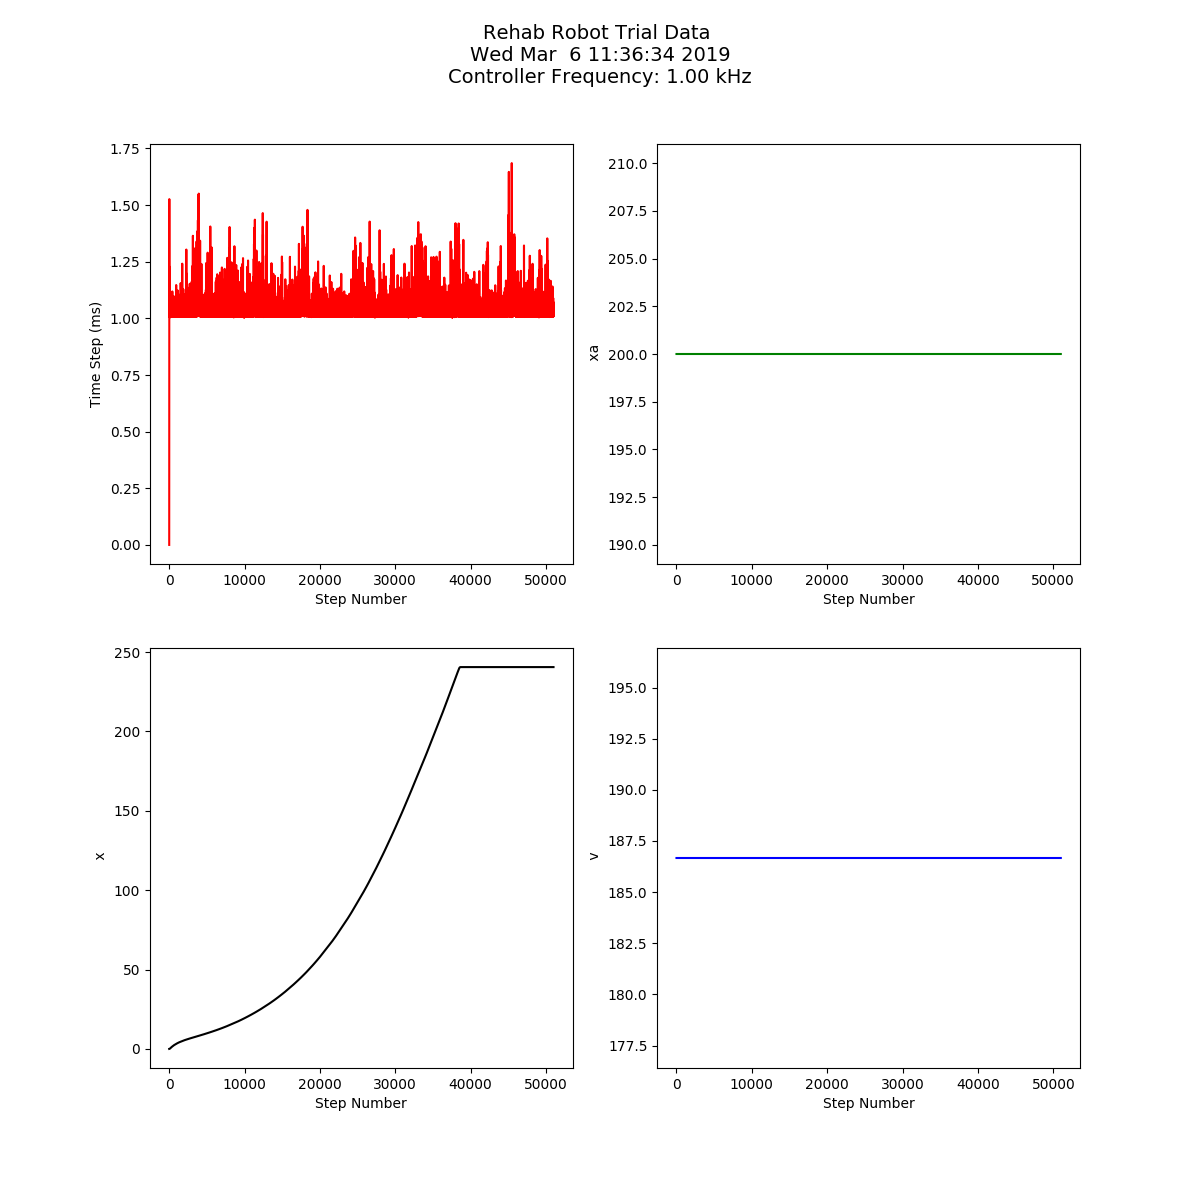 Rehab Robot Trial Data
Wed Mar  6 11:36:34 2019
Controller Frequency: 1.00 kHz
1.75
1.50
1.25
1.00
0.75
0.50
0.25
0.00
Time Step (ms)
0 10000 20000 30000 40000 50000
Step Number
210.0
207.5
205.0
202.5
200.0
197.5
195.0
192.5
190.0
xa
0 10000 20000 30000 40000 50000
Step Number
250
200
150
100
50
0
x
0 10000 20000 30000 40000 50000
Step Number
195.0
192.5
190.0
187.5
185.0
182.5
180.0
177.5
v
0 10000 20000 30000 40000 50000
Step Number